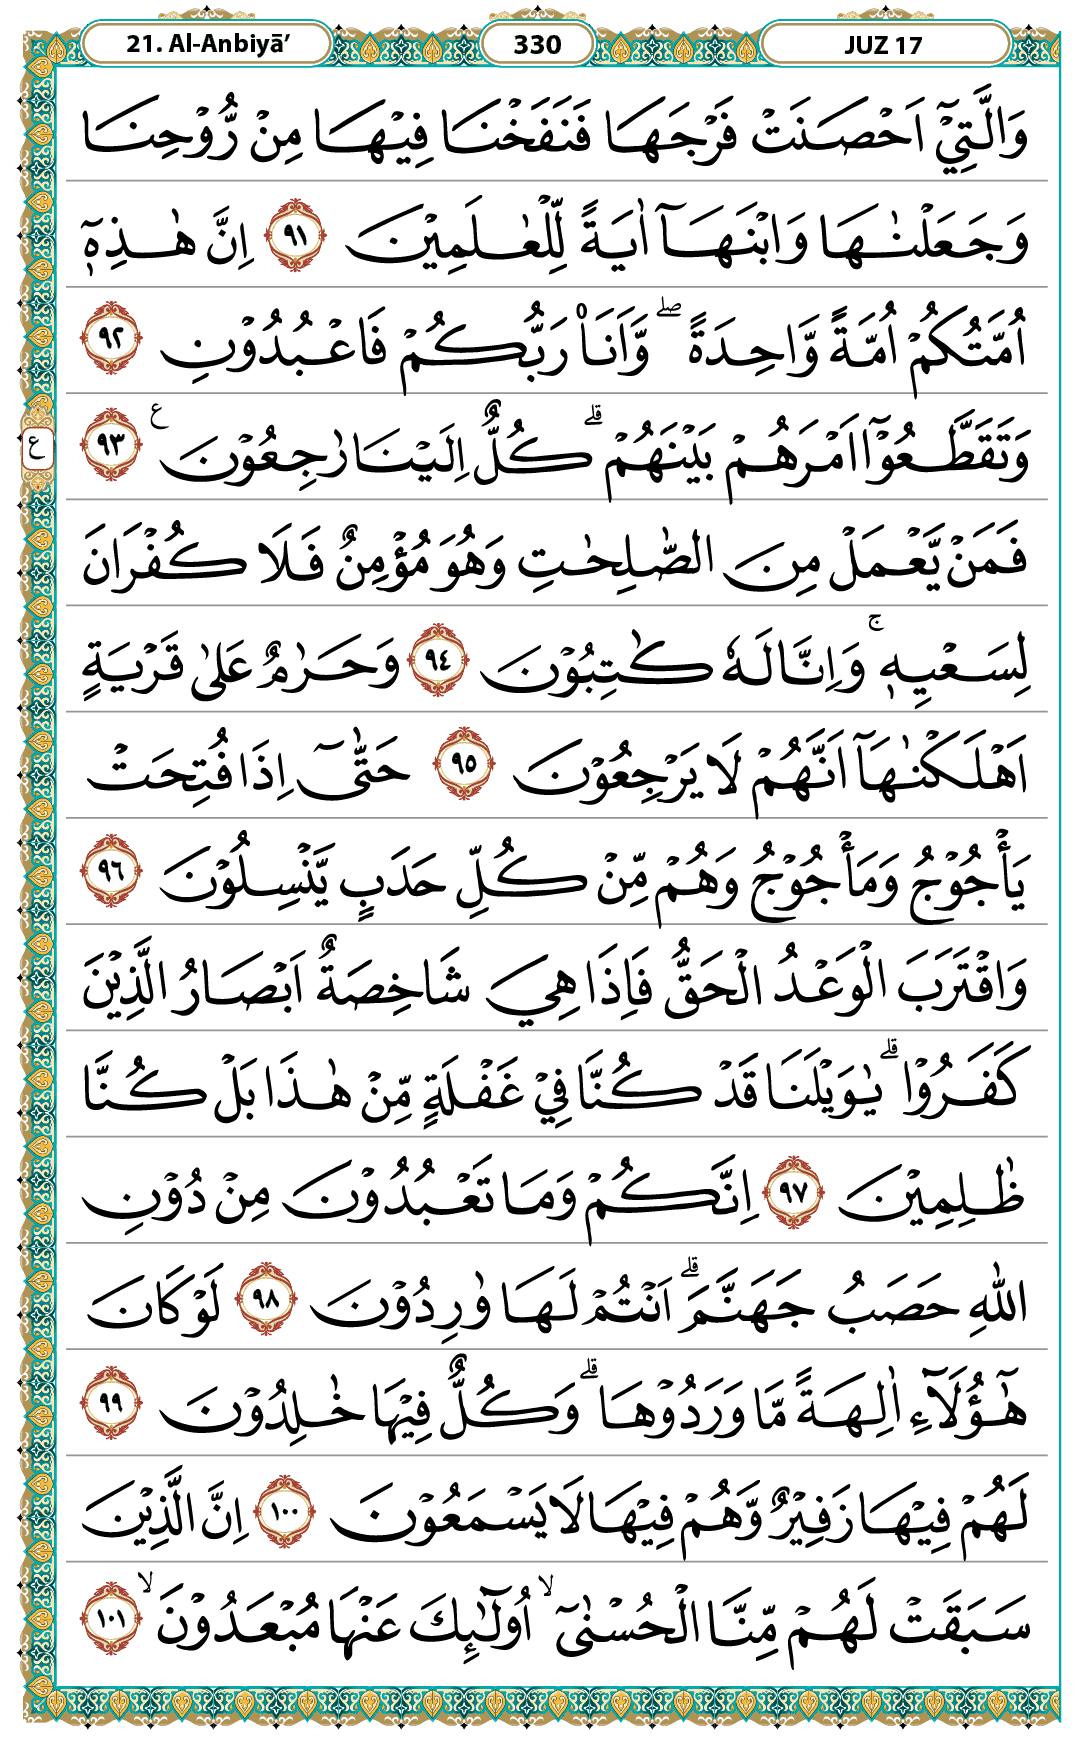 21. Al-Anbiyā’ 330 JUZ 17
وَالَّتِيْٓ اَحْصَنَتْ فَرْجَهَا فَنَفَخْنَا فِيْهَا مِنْ رُّوْحِنَا
وَجَعَلْنٰهَا وَابْنَهَآ اٰيَةً لِّلْعٰلَمِيْنَ ٩١ اِنَّ هٰذِهٖٓ
اُمَّتُكُمْ اُمَّةً وَّاحِدَةًۖ وَّاَنَا۠ رَبُّكُمْ فَاعْبُدُوْنِ ٩٢
وَتَقَطَّعُوْٓا اَمْرَهُمْ بَيْنَهُمْۗ كُلٌّ اِلَيْنَا رٰجِعُوْنَ ࣖ ٩٣
ع
فَمَنْ يَّعْمَلْ مِنَ الصّٰلِحٰتِ وَهُوَ مُؤْمِنٌ فَلَا كُفْرَانَ
لِسَعْيِهٖۚ وَاِنَّا لَهٗ كٰتِبُوْنَ ٩٤ وَحَرٰمٌ عَلٰى قَرْيَةٍ
اَهْلَكْنٰهَآ اَنَّهُمْ لَا يَرْجِعُوْنَ ٩٥ حَتّٰىٓ اِذَا فُتِحَتْ
يَأْجُوْجُ وَمَأْجُوْجُ وَهُمْ مِّنْ كُلِّ حَدَبٍ يَّنْسِلُوْنَ ٩٦
وَاقْتَرَبَ الْوَعْدُ الْحَقُّ فَاِذَا هِيَ شَاخِصَةٌ اَبْصَارُ الَّذِيْنَ
كَفَرُوْاۗ يٰوَيْلَنَا قَدْ كُنَّا فِيْ غَفْلَةٍ مِّنْ هٰذَا بَلْ كُنَّا
ظٰلِمِيْنَ ٩٧ اِنَّكُمْ وَمَا تَعْبُدُوْنَ مِنْ دُوْنِ
اللّٰهِ حَصَبُ جَهَنَّمَۗ اَنْتُمْ لَهَا وٰرِدُوْنَ ٩٨ لَوْ كَانَ
هٰٓؤُلَاۤءِ اٰلِهَةً مَّا وَرَدُوْهَاۗ وَكُلٌّ فِيْهَا خٰلِدُوْنَ ٩٩
لَهُمْ فِيْهَا زَفِيْرٌ وَّهُمْ فِيْهَا لَا يَسْمَعُوْنَ ١٠٠ اِنَّ الَّذِيْنَ
سَبَقَتْ لَهُمْ مِّنَّا الْحُسْنٰىٓۙ اُولٰۤىِٕكَ عَنْهَا مُبْعَدُوْنَۙ ١٠١